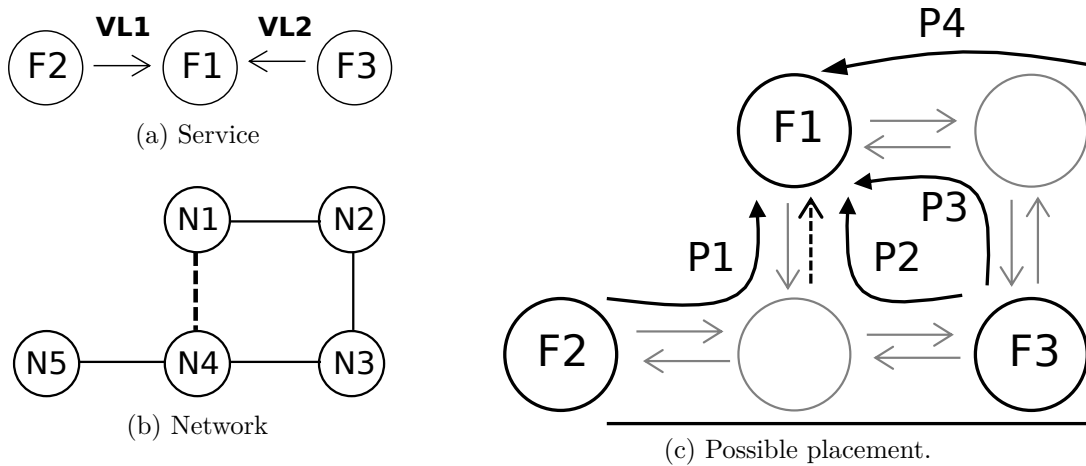 VL1 VL2
F2 F1 F3
(a) Service
N1 N2
N5 N4 N3
(b) Network
P4
F1
P3
P1 P2
F2 F3
(c) Possible placement.